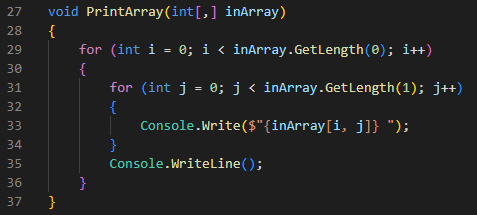 27 void PrintArray(int[,] inArray)
28 {
29     for (int i = 0; i < inArray.GetLength(0); i++)
30     {
31         for (int j = 0; j < inArray.GetLength(1); j++)
32         {
33             Console.Write($"{inArray[i, j]} ");
34         }
35         Console.WriteLine();
36     }
37 }